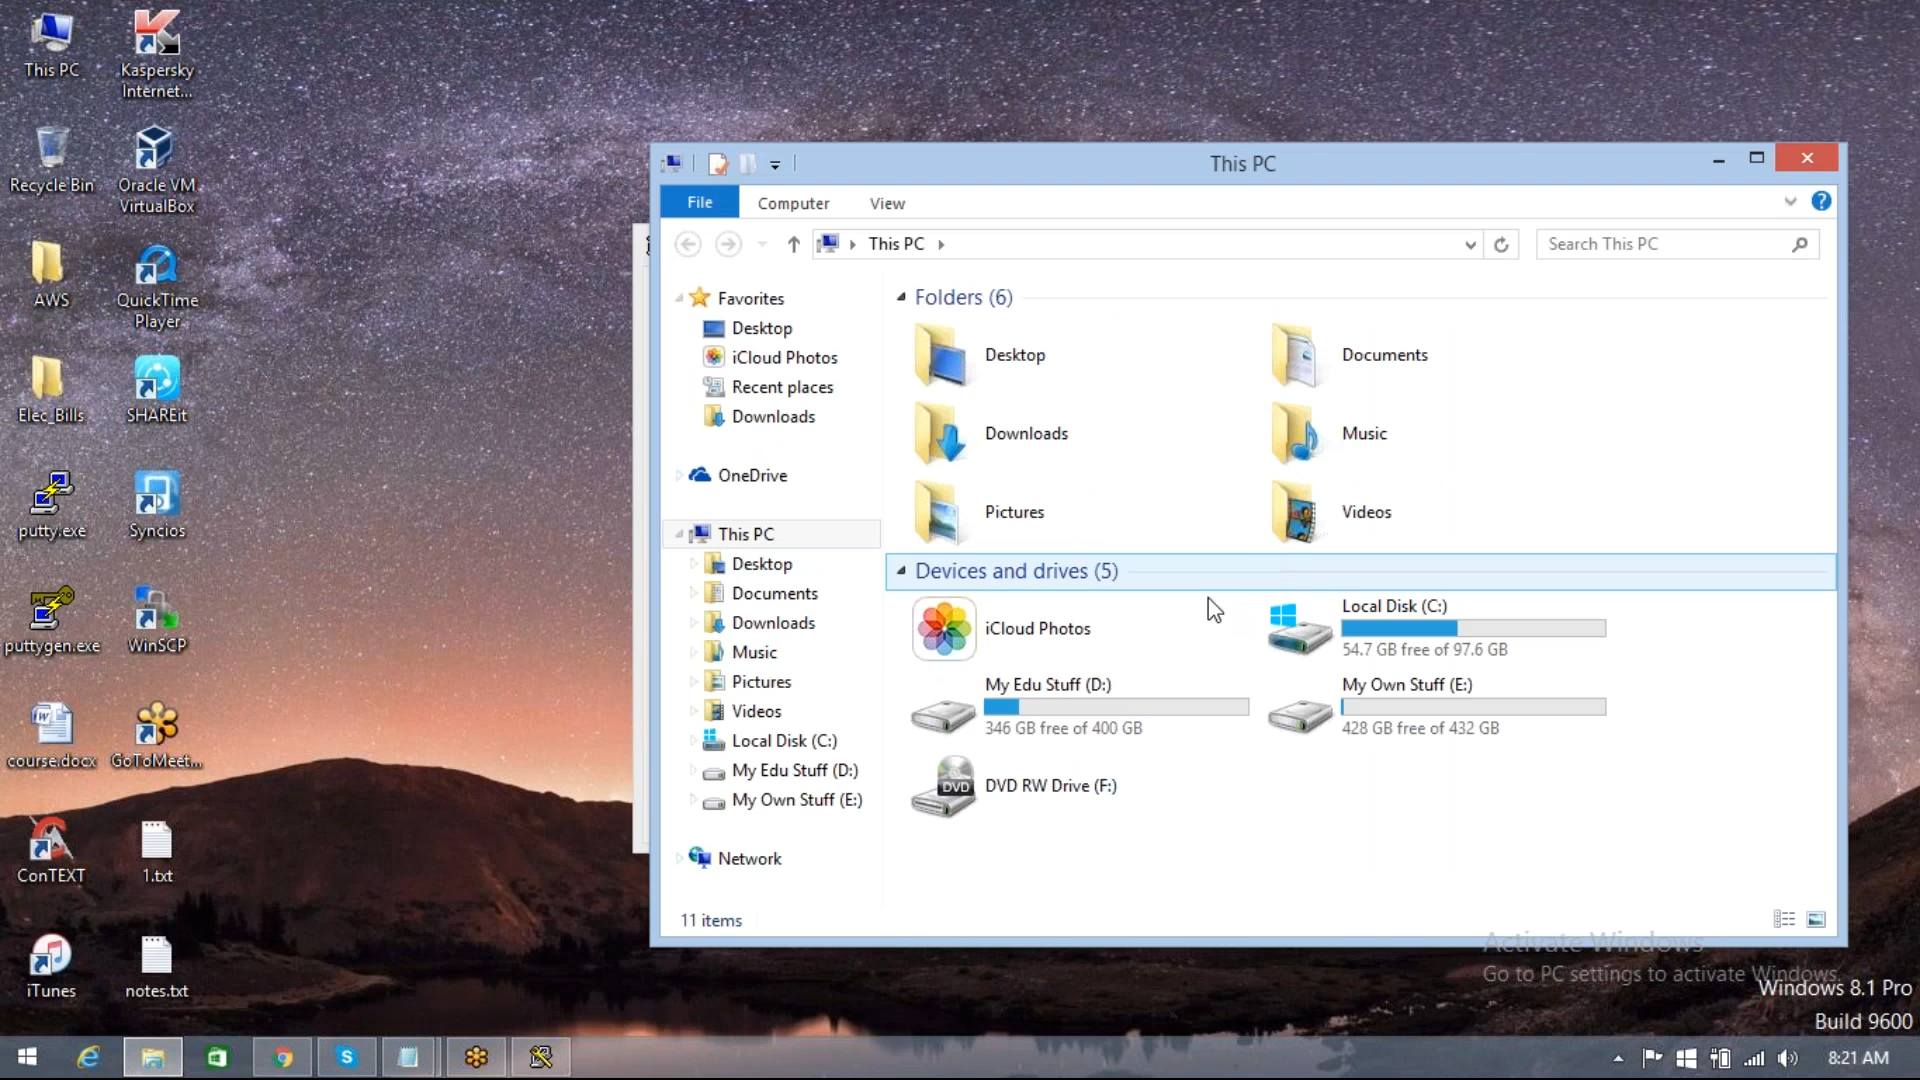 This PC
Kaspersky
Internet...
Recycle Bin
Oracle VM
VirtualBox
AWS
QuickTime
Player
Elec_Bills
SHAREit
putty.exe
Syncios
puttygen.exe
WinSCP
course.docx
GoToMeet...
ConTEXT
1.txt
iTunes
notes.txt
This PC
File
Computer
View
This PC
Search This PC
Favorites
Desktop
iCloud Photos
Recent places
Downloads
OneDrive
This PC
Desktop
Documents
Downloads
Music
Pictures
Videos
Local Disk (C:)
My Edu Stuff (D:)
My Own Stuff (E:)
Network
Folders (6)
Desktop
Documents
Downloads
Music
Pictures
Videos
Devices and drives (5)
iCloud Photos
Local Disk (C:)
54.7 GB free of 97.6 GB
My Edu Stuff (D:)
346 GB free of 400 GB
My Own Stuff (E:)
428 GB free of 432 GB
DVD
DVD RW Drive (F:)
11 items
Activate Windows
Go to PC settings to activate Windows.
Windows 8.1 Pro
Build 9600
8:21 AM